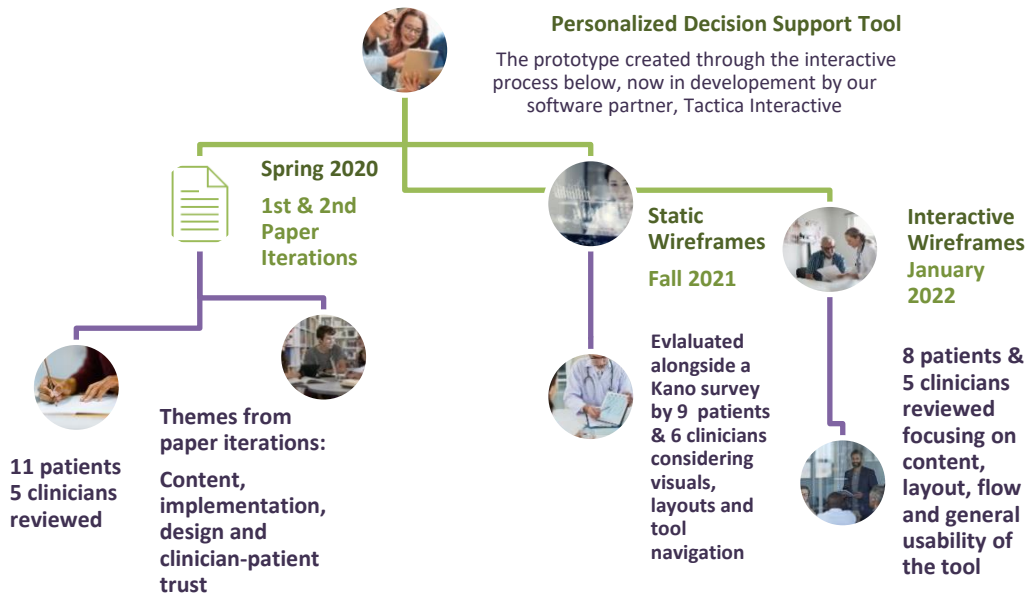 Personalized Decision Support Tool
The prototype created through the interactive
process below, now in developement by our
software partner, Tactica Interactive
Spring 2020
1st & 2nd
Paper
Iterations
Static
Wireframes
Fall 2021
Interactive
Wireframes
January
2022
11 patients
5 clinicians
reviewed
Themes from
paper iterations:
Content,
implementation,
design and
clinician-patient
trust
Evlaluated
alongside a
Kano survey
by 9 patients
& 6 clinicians
considering
visuals,
layouts and
tool
navigation
8 patients &
5 clinicians
reviewed
focusing on
content,
layout, flow
and general
usability of
the tool